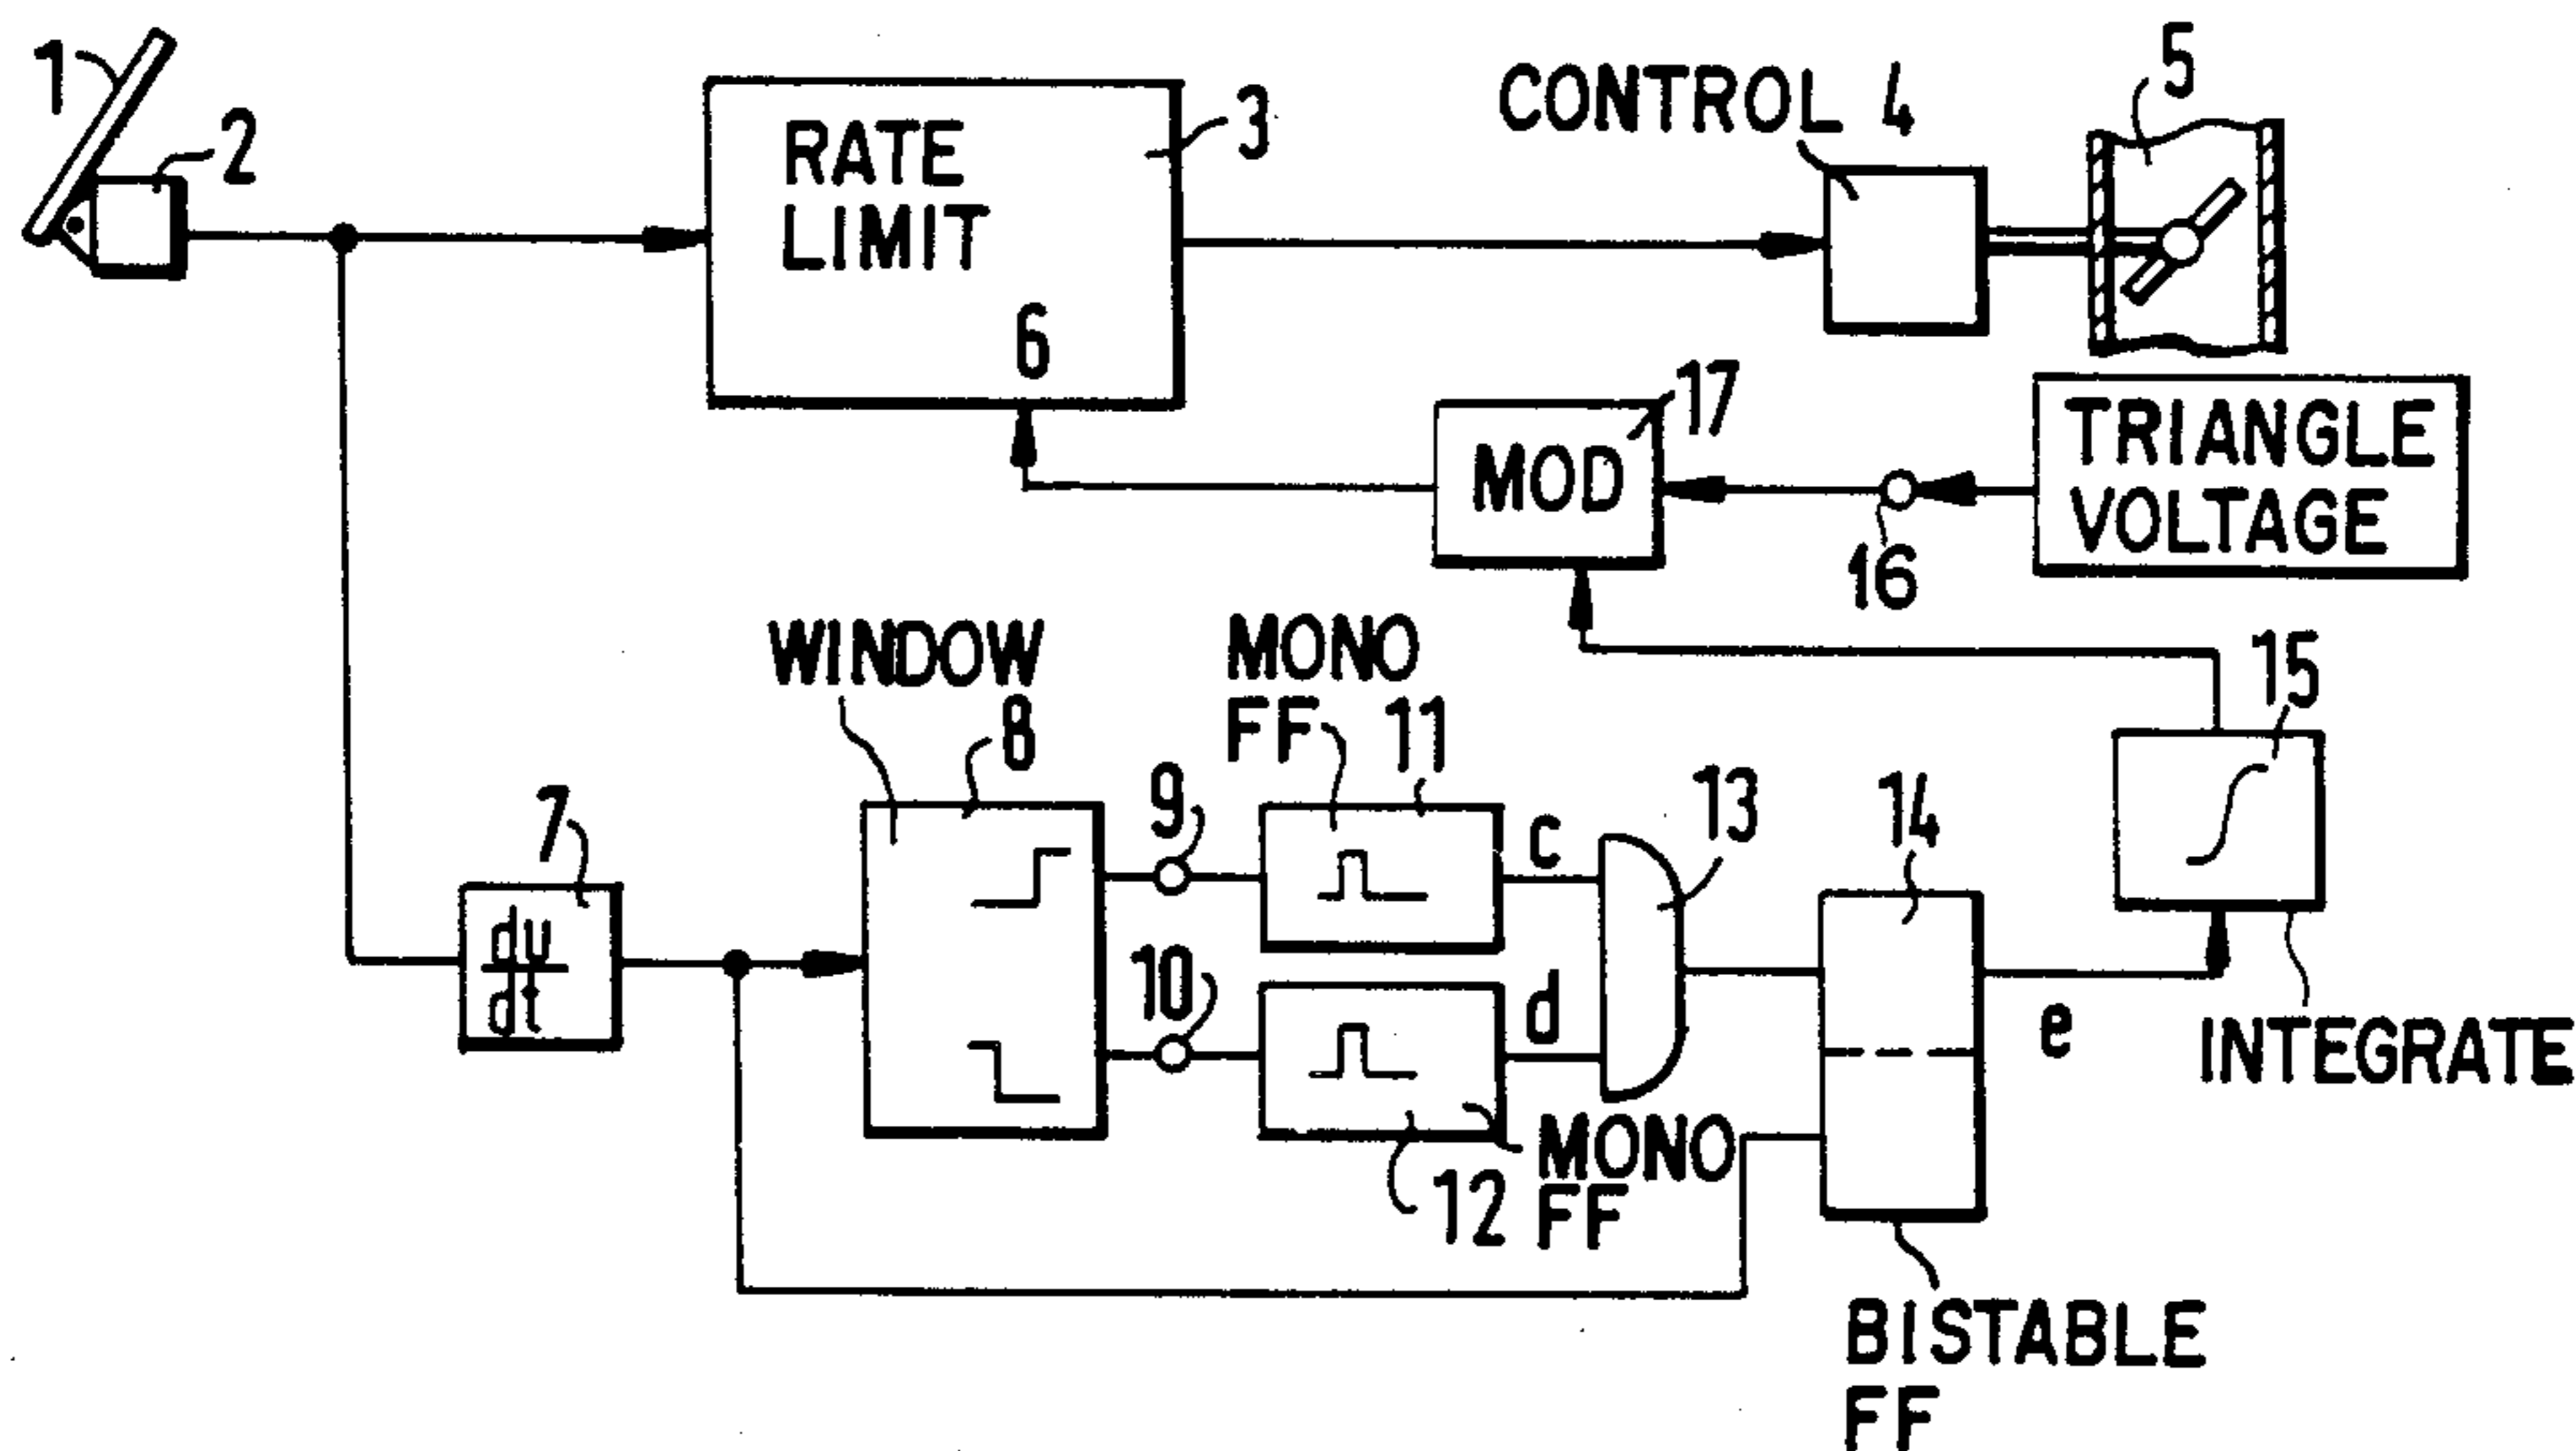 1
2
RATE
LIMIT
3
6
CONTROL 4
5
MOD
17
16
TRIANGLE
VOLTAGE
WINDOW
8
MONO
FF
11
9
10
c
d
13
14
15
7
du
dt
12
MONO
FF
e
INTEGRATE
BISTABLE
FF